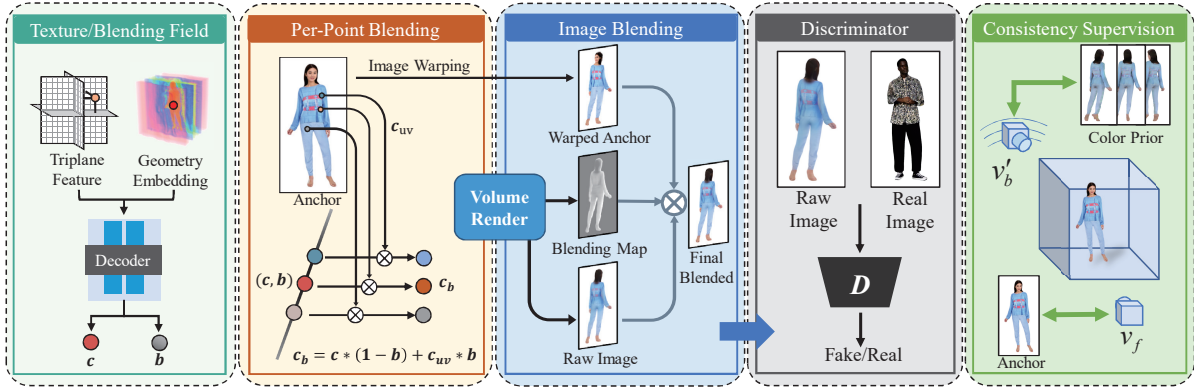 Texture/Blending Field
Triplane
Feature
Geometry
Embedding
Decoder
c
b
Per-Point Blending
Image Warping
c_uv
Anchor
(c, b)
c_b
c_b = c * (1 − b) + c_uv * b
Image Blending
Warped Anchor
Volume
Render
Blending Map
Final
Blended
Raw Image
Discriminator
Raw
Image
Real
Image
D
Fake/Real
Consistency Supervision
Color Prior
v′_b
Anchor
v_f